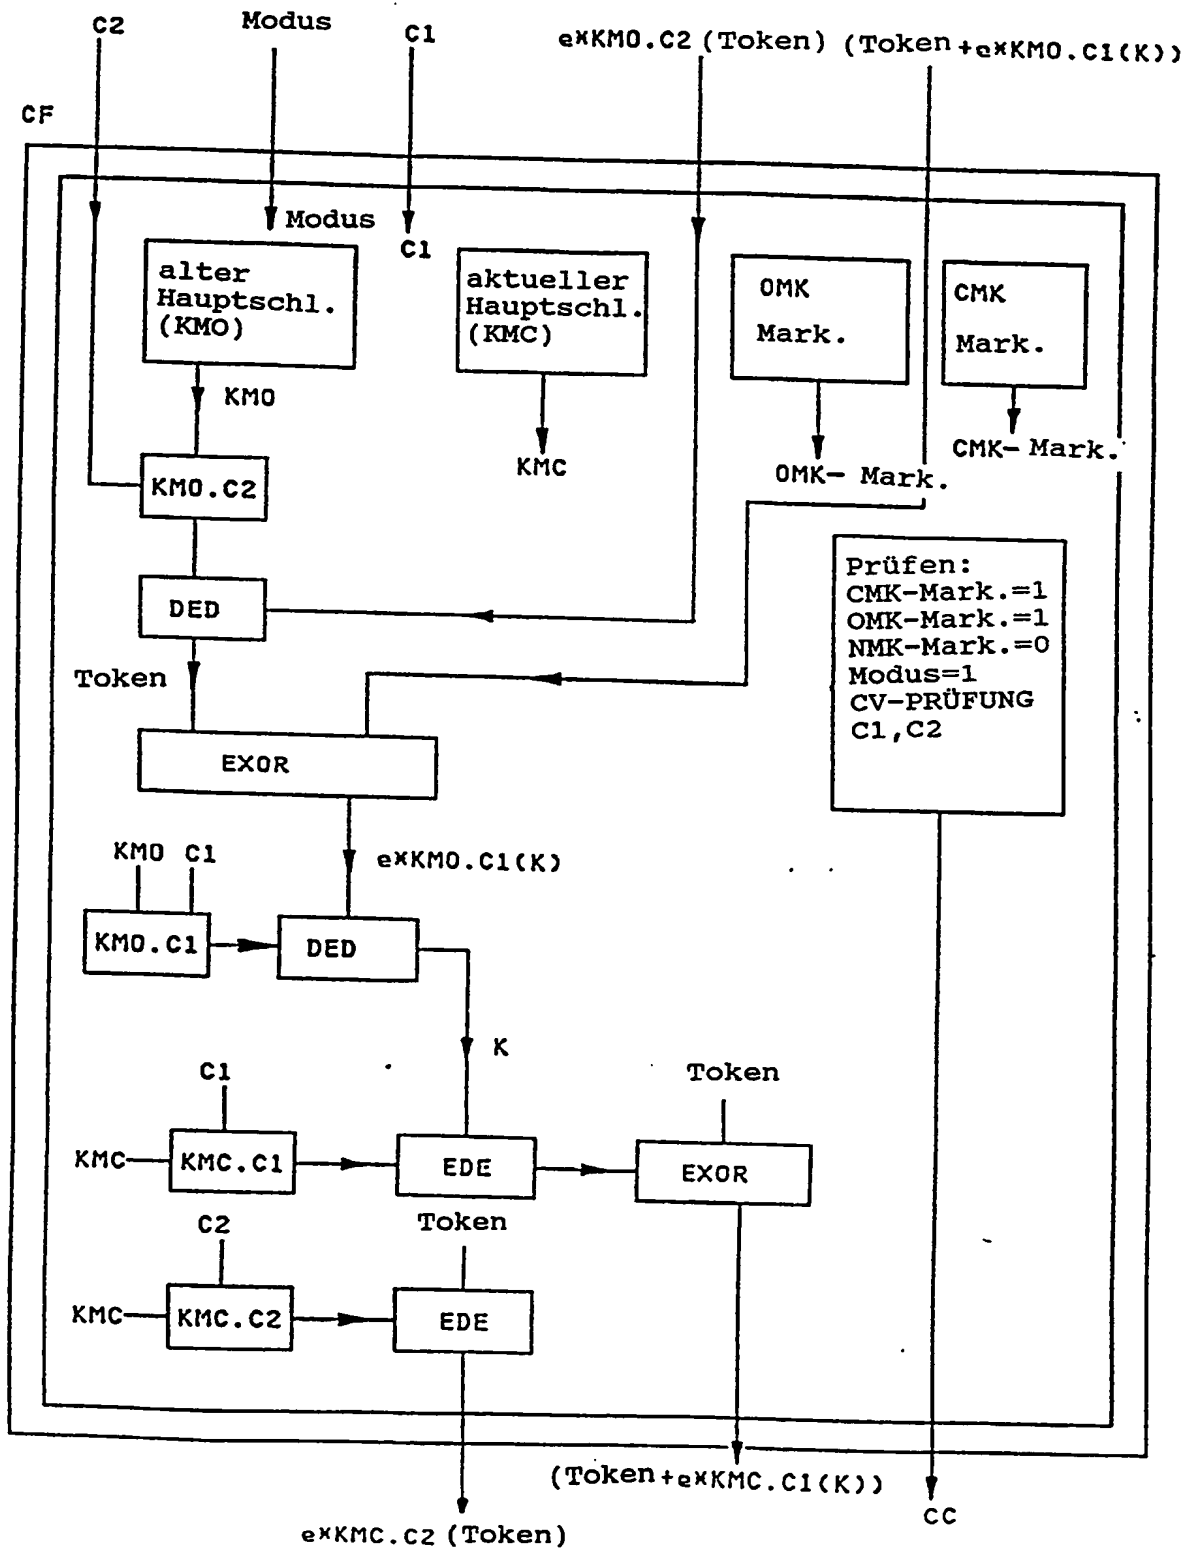 C2
Modus
C1
e*KMO.C2 (Token) (Token+e*KMO.C1(K))
CF
Modus
C1
alter
Hauptschl.
(KMO)
aktueller
Hauptschl.
(KMC)
OMK
Mark.
CMK
Mark.
KMO
KMC
OMK- Mark.
CMK- Mark.
KMO.C2
DED
Token
Prüfen:
CMK-Mark.=1
OMK-Mark.=1
NMK-Mark.=0
Modus=1
CV-PRÜFUNG
C1,C2
EXOR
e*KMO.C1(K)
KMO C1
KMO.C1
DED
K
C1
Token
KMC
KMC.C1
EDE
EXOR
C2
Token
KMC
KMC.C2
EDE
(Token+e*KMC.C1(K))
CC
e*KMC.C2 (Token)